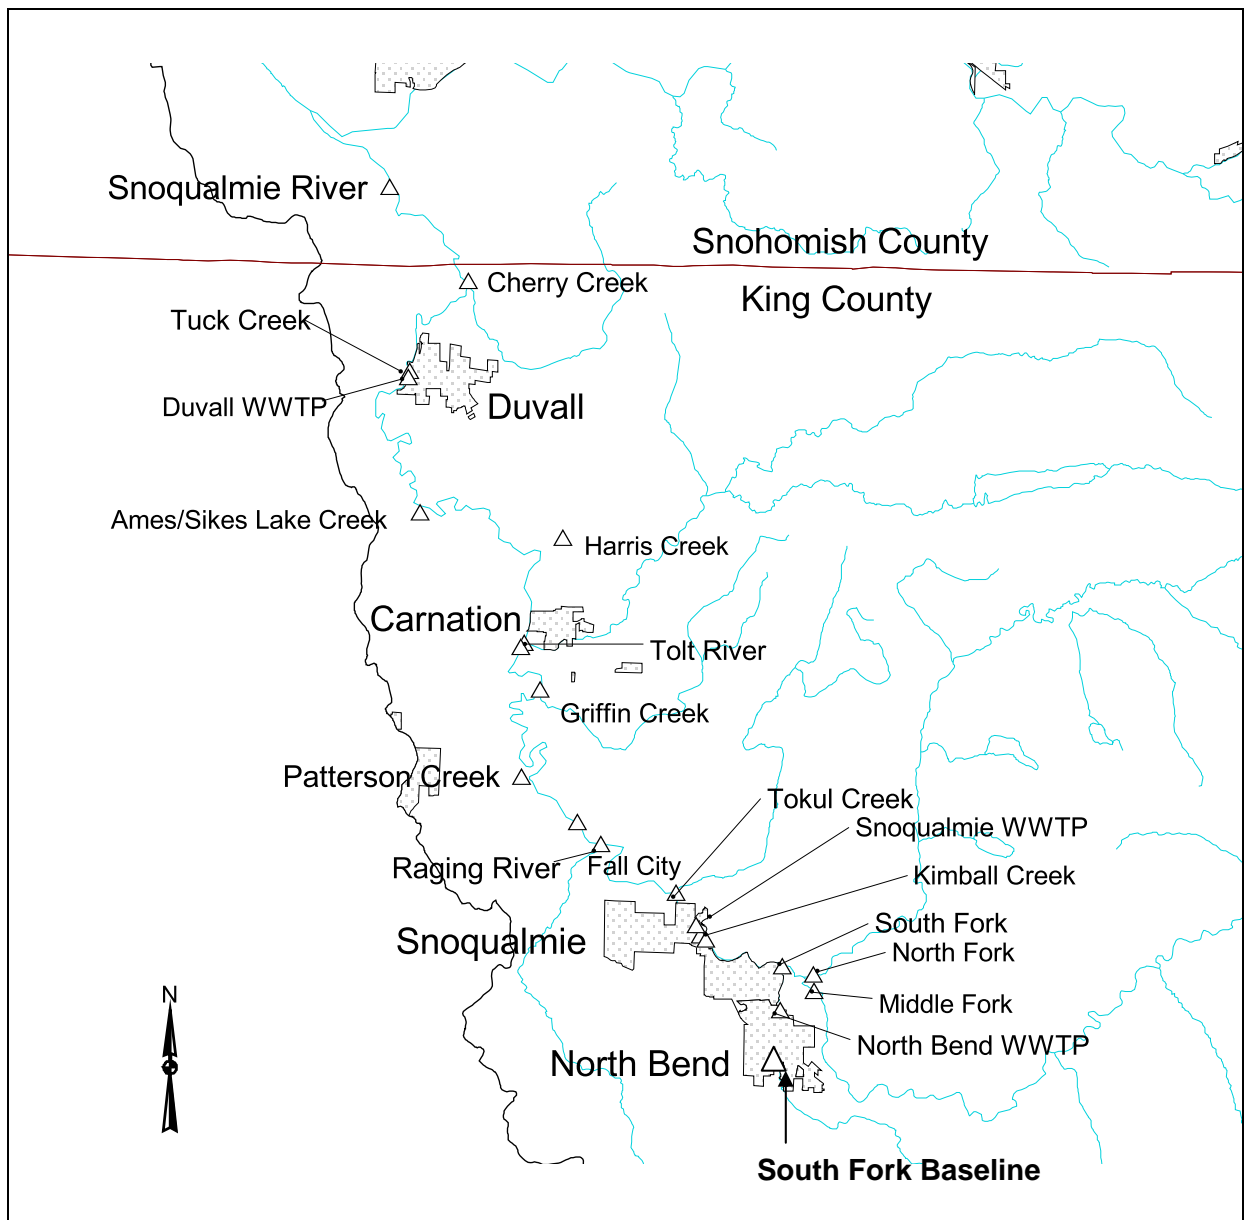 Snoqualmie River
Snohomish County
Cherry Creek
King County
Tuck Creek
Duvall WWTP
Duvall
Ames/Sikes Lake Creek
Harris Creek
Carnation
Tolt River
Griffin Creek
Patterson Creek
Tokul Creek
Snoqualmie WWTP
Raging River
Fall City
Kimball Creek
South Fork
Snoqualmie
North Fork
N
Middle Fork
North Bend WWTP
North Bend
South Fork Baseline